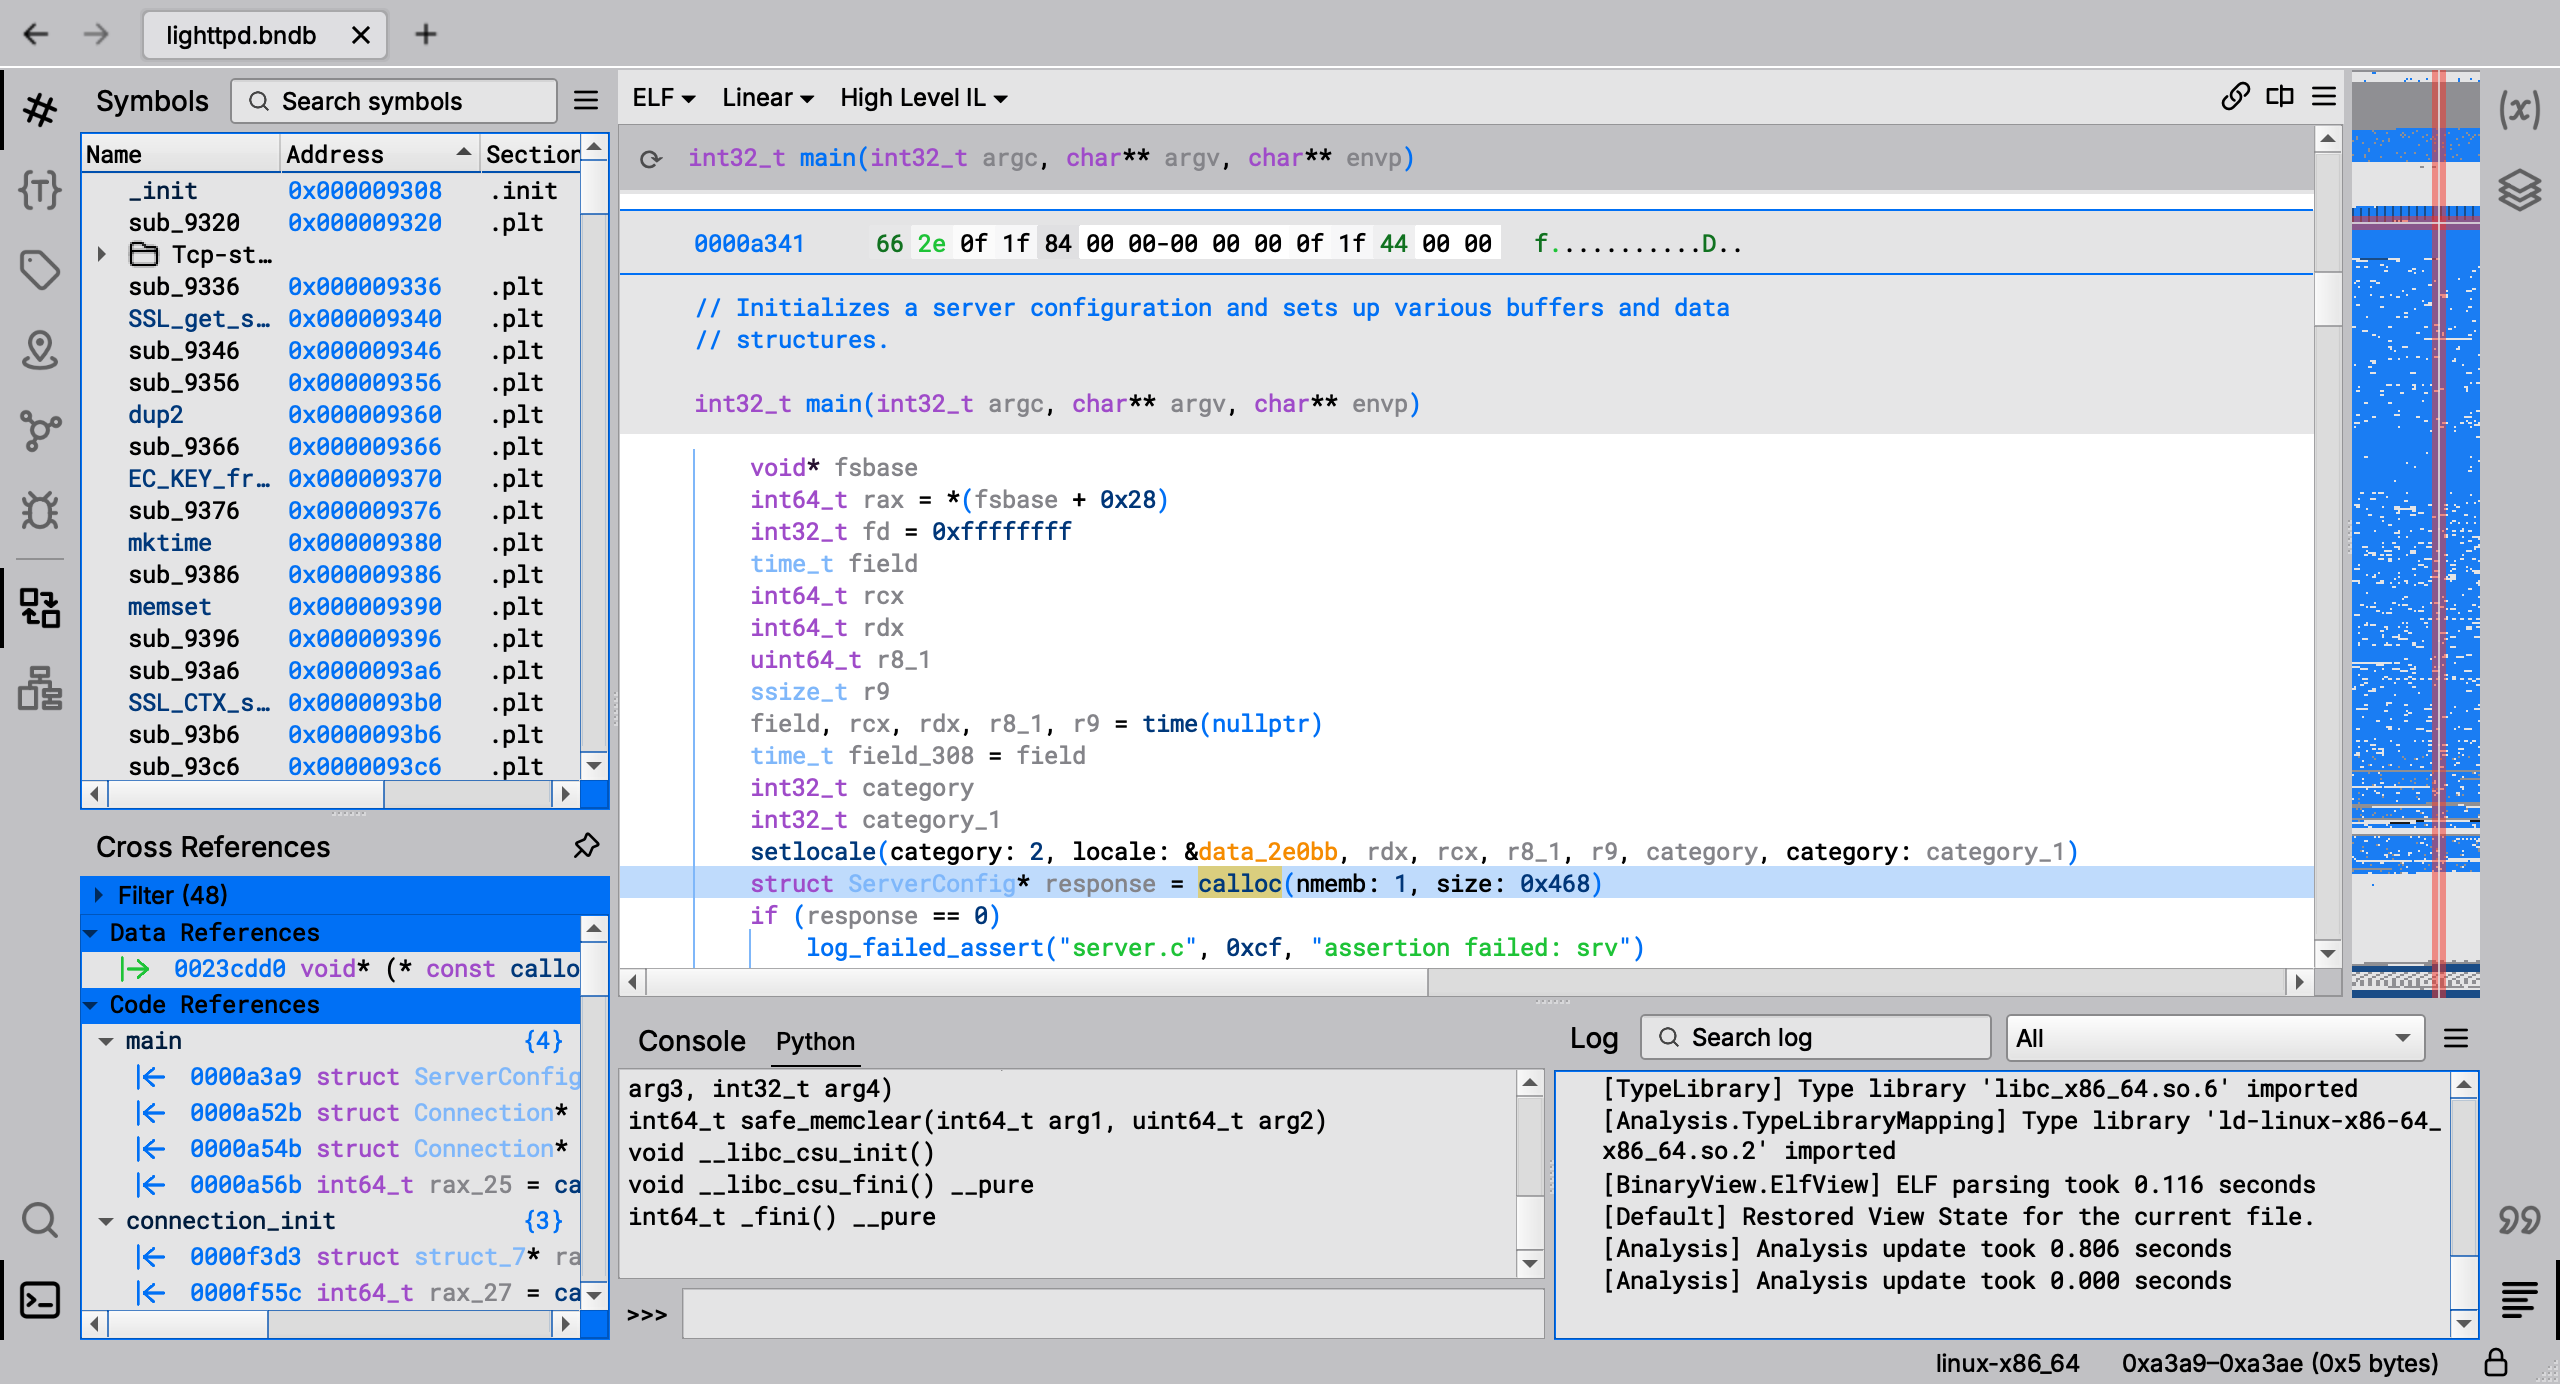 lighttpd.bndb
Symbols
Search symbols
Name Address Section
_init 0x000009308 .init
sub_9320 0x000009320 .plt
Tcp-st…
sub_9336 0x000009336 .plt
SSL_get_s… 0x000009340 .plt
sub_9346 0x000009346 .plt
sub_9356 0x000009356 .plt
dup2 0x000009360 .plt
sub_9366 0x000009366 .plt
EC_KEY_fr… 0x000009370 .plt
sub_9376 0x000009376 .plt
mktime 0x000009380 .plt
sub_9386 0x000009386 .plt
memset 0x000009390 .plt
sub_9396 0x000009396 .plt
sub_93a6 0x0000093a6 .plt
SSL_CTX_s… 0x0000093b0 .plt
sub_93b6 0x0000093b6 .plt
sub_93c6 0x0000093c6 .plt
Cross References
Filter (48)
Data References
0023cdd0 void* (* const callo
Code References
main {4}
0000a3a9 struct ServerConfig
0000a52b struct Connection*
0000a54b struct Connection*
0000a56b int64_t rax_25 = ca
connection_init {3}
0000f3d3 struct struct_7* ra
0000f55c int64_t rax_27 = ca
ELF Linear High Level IL
int32_t main(int32_t argc, char** argv, char** envp)
0000a341 66 2e 0f 1f 84 00 00-00 00 00 0f 1f 44 00 00 f..........D..
// Initializes a server configuration and sets up various buffers and data
// structures.
int32_t main(int32_t argc, char** argv, char** envp)
void* fsbase
int64_t rax = *(fsbase + 0x28)
int32_t fd = 0xffffffff
time_t field
int64_t rcx
int64_t rdx
uint64_t r8_1
ssize_t r9
field, rcx, rdx, r8_1, r9 = time(nullptr)
time_t field_308 = field
int32_t category
int32_t category_1
setlocale(category: 2, locale: &data_2e0bb, rdx, rcx, r8_1, r9, category, category: category_1)
struct ServerConfig* response = calloc(nmemb: 1, size: 0x468)
if (response == 0)
log_failed_assert("server.c", 0xcf, "assertion failed: srv")
Console Python
arg3, int32_t arg4)
int64_t safe_memclear(int64_t arg1, uint64_t arg2)
void __libc_csu_init()
void __libc_csu_fini() __pure
int64_t _fini() __pure
>>>
Log
Search log
All
[TypeLibrary] Type library 'libc_x86_64.so.6' imported
[Analysis.TypeLibraryMapping] Type library 'ld-linux-x86-64_
x86_64.so.2' imported
[BinaryView.ElfView] ELF parsing took 0.116 seconds
[Default] Restored View State for the current file.
[Analysis] Analysis update took 0.806 seconds
[Analysis] Analysis update took 0.000 seconds
linux-x86_64 0xa3a9–0xa3ae (0x5 bytes)